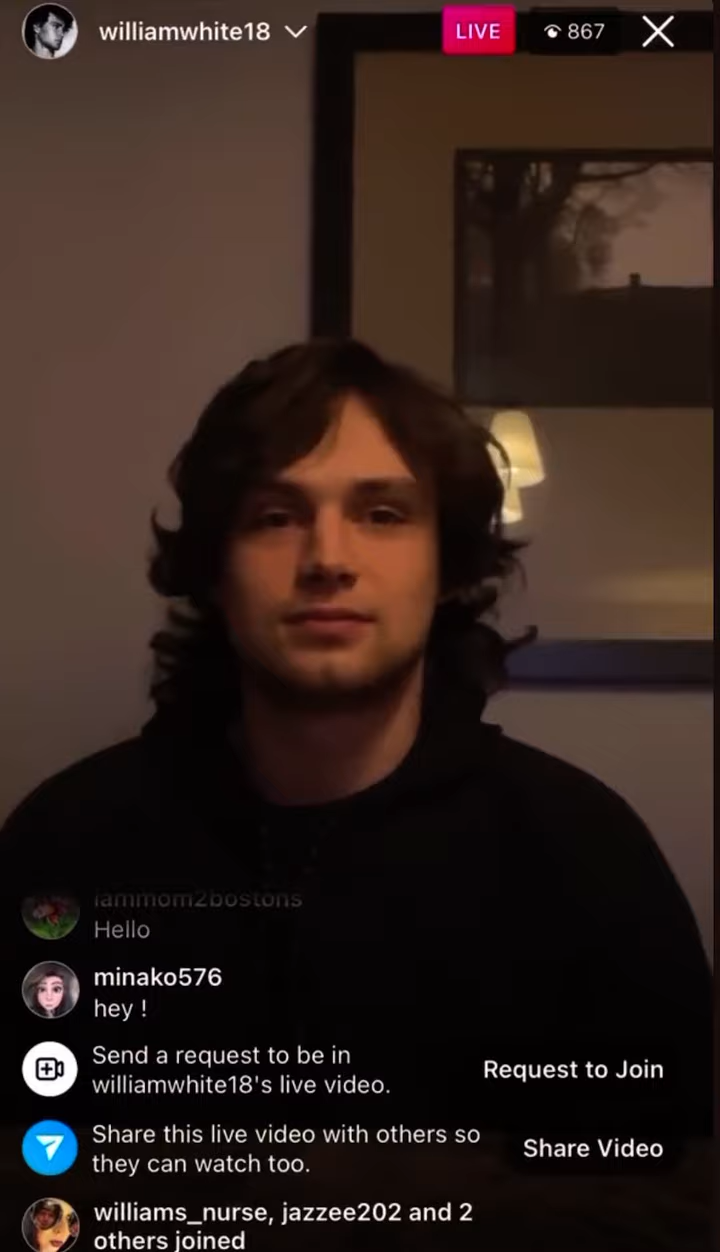 williamwhite18
LIVE
867
iammom2bostons
Hello
minako576
hey !
Send a request to be in
williamwhite18's live video.
Request to Join
Share this live video with others so
they can watch too.
Share Video
williams_nurse, jazzee202 and 2
others joined